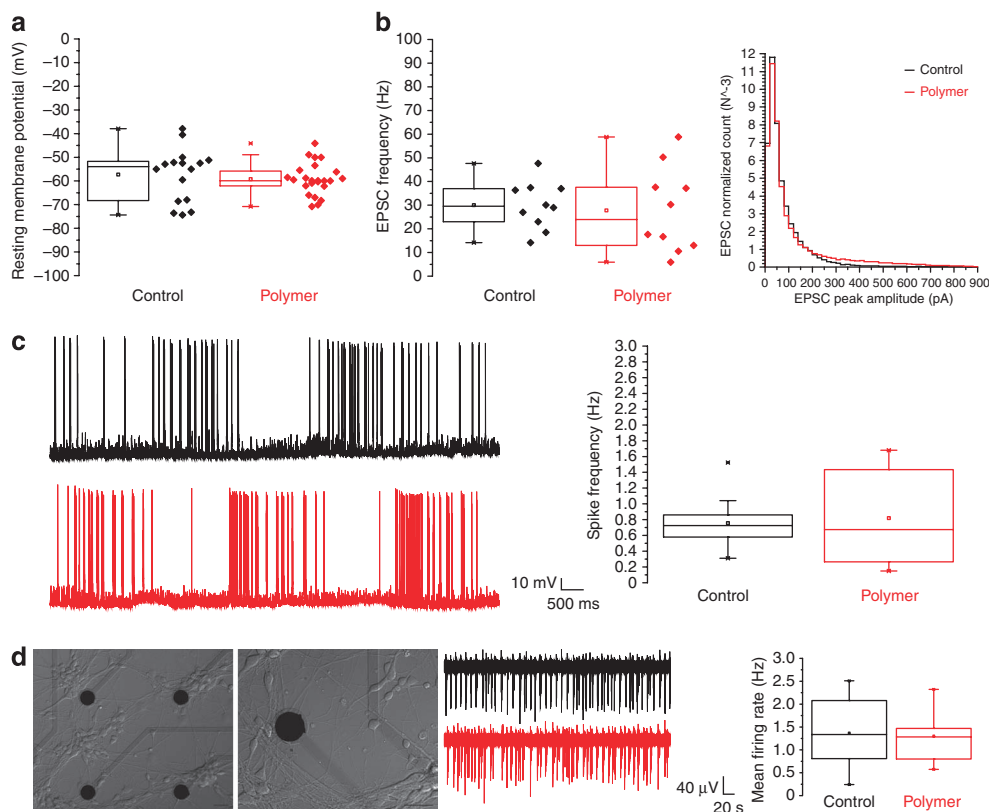 a
Resting membrane potential (mV)
0
−10
−20
−30
−40
−50
−60
−70
−80
−90
−100
Control
Polymer
b
EPSC frequency (Hz)
100
90
80
70
60
50
40
30
20
10
0
Control
Polymer
EPSC normalized count (N^-3)
12
11
10
9
8
7
6
5
4
3
2
1
0
Control
Polymer
0 100 200 300 400 500 600 700 800 900
EPSC peak amplitude (pA)
c
10 mV
500 ms
Spike frequency (Hz)
3.0
2.8
2.6
2.4
2.2
2.0
1.8
1.6
1.4
1.2
1.0
0.8
0.6
0.4
0.2
0.0
Control
Polymer
d
40 μV
20 s
Mean firing rate (Hz)
3.0
2.5
2.0
1.5
1.0
0.5
0
Control
Polymer